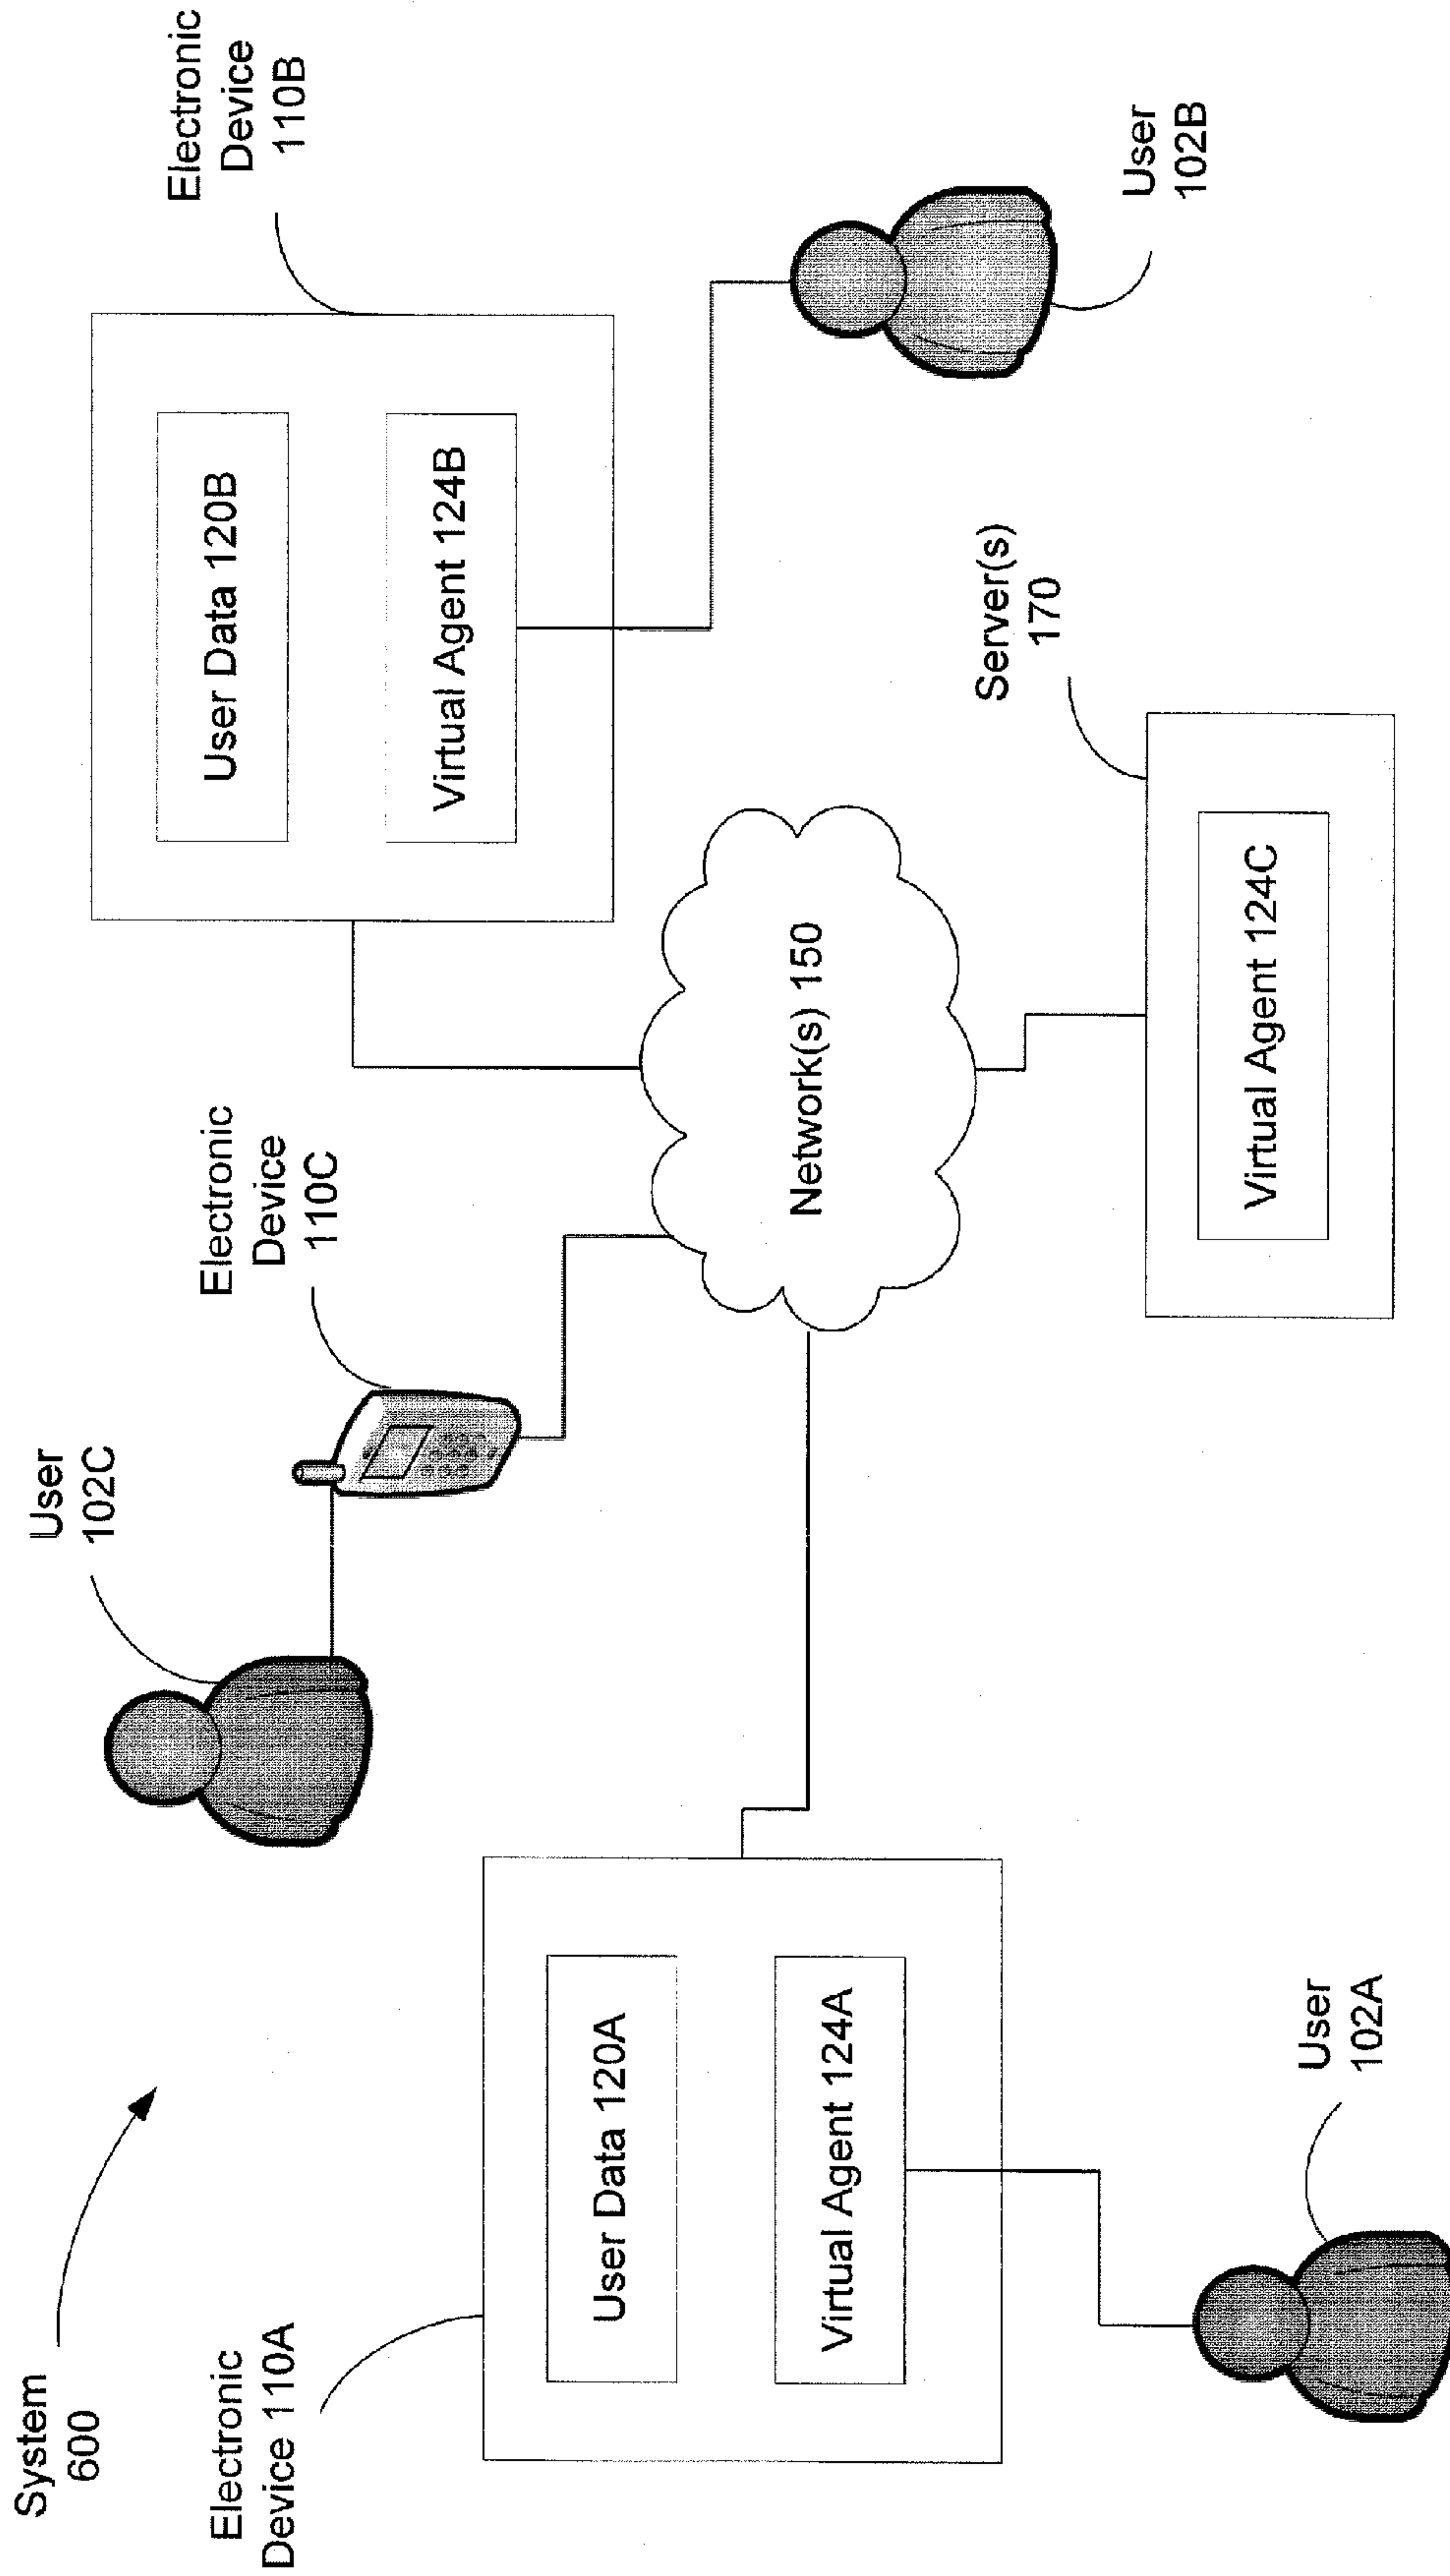 System
600
User
102C
Electronic
Device
110C
Electronic
Device
110B
User Data 120B
Virtual Agent 124B
Electronic
Device 110A
User Data 120A
Virtual Agent 124A
Network(s) 150
User
102B
Server(s)
170
Virtual Agent 124C
User
102A